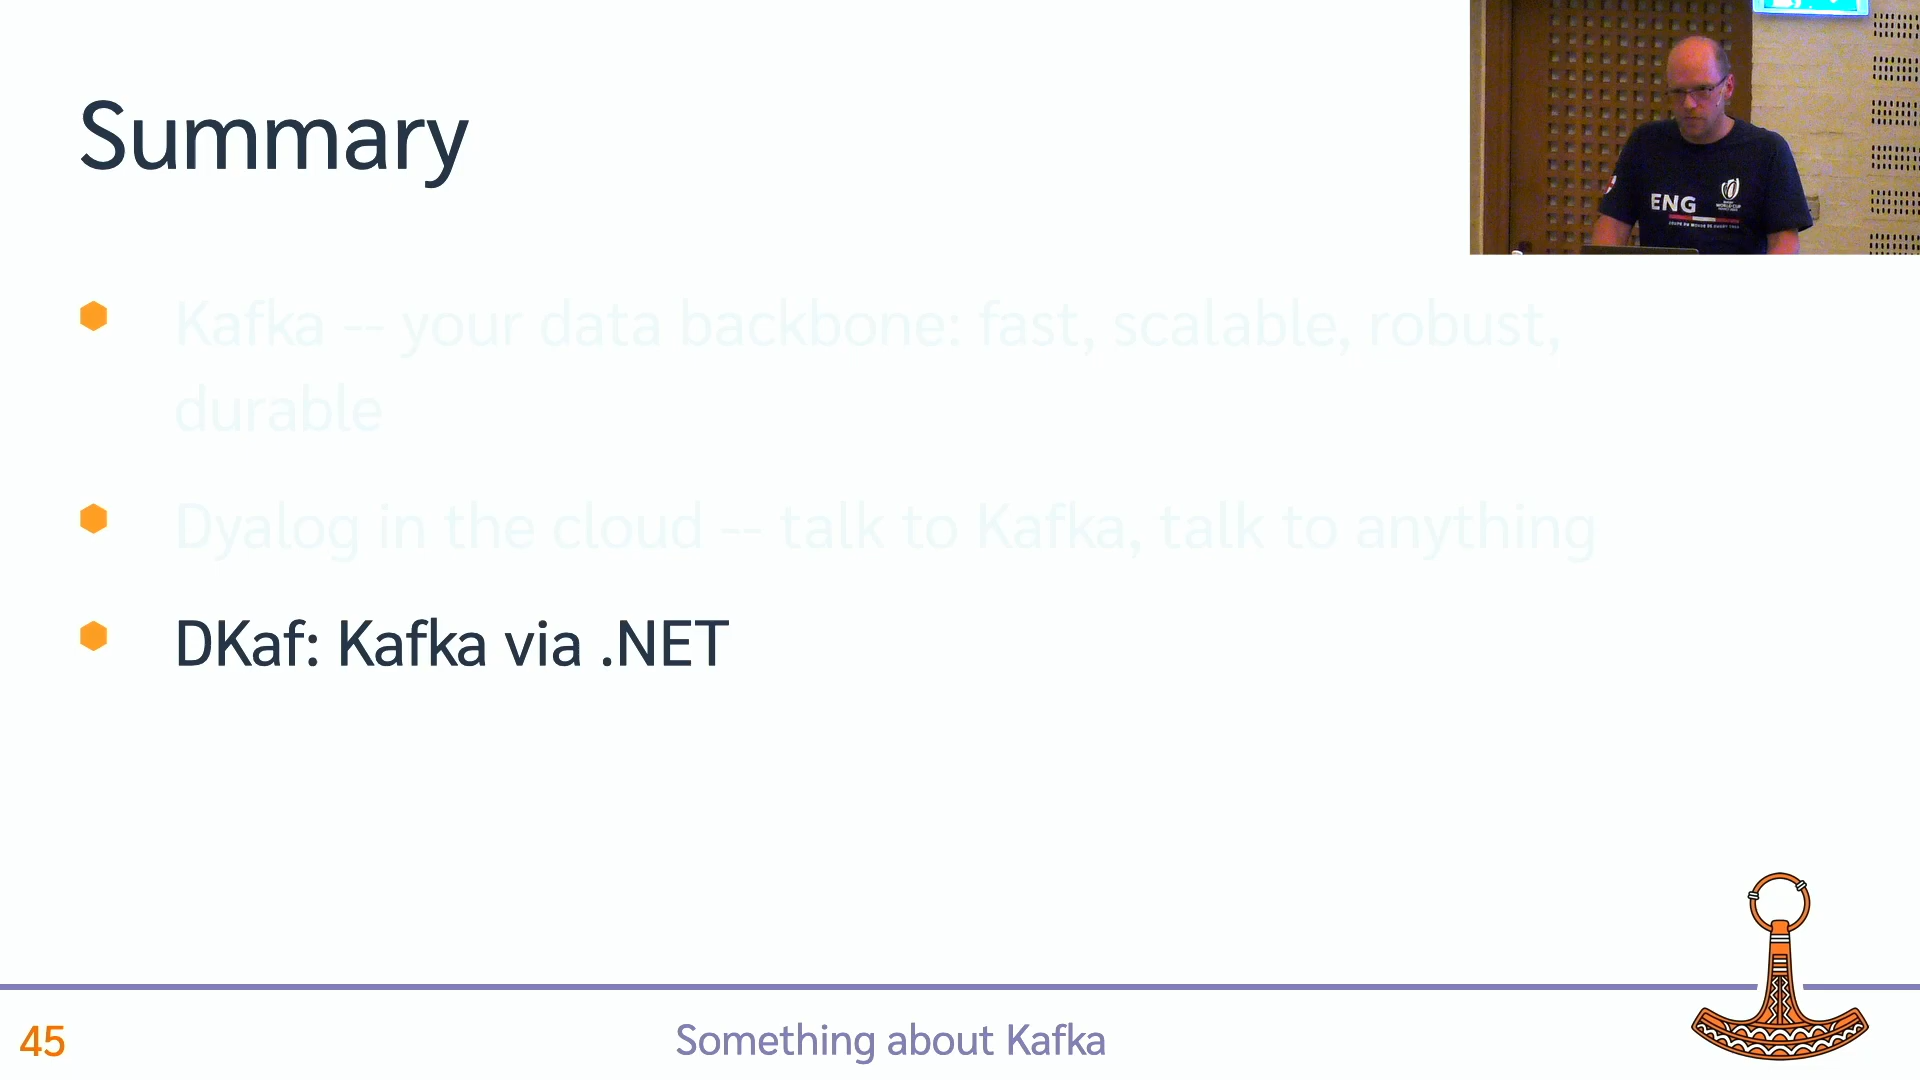 Summary
ENG
Kafka -- your data backbone: fast, scalable, robust,
durable
Dyalog in the cloud -- talk to Kafka, talk to anything
DKaf: Kafka via .NET
45
Something about Kafka